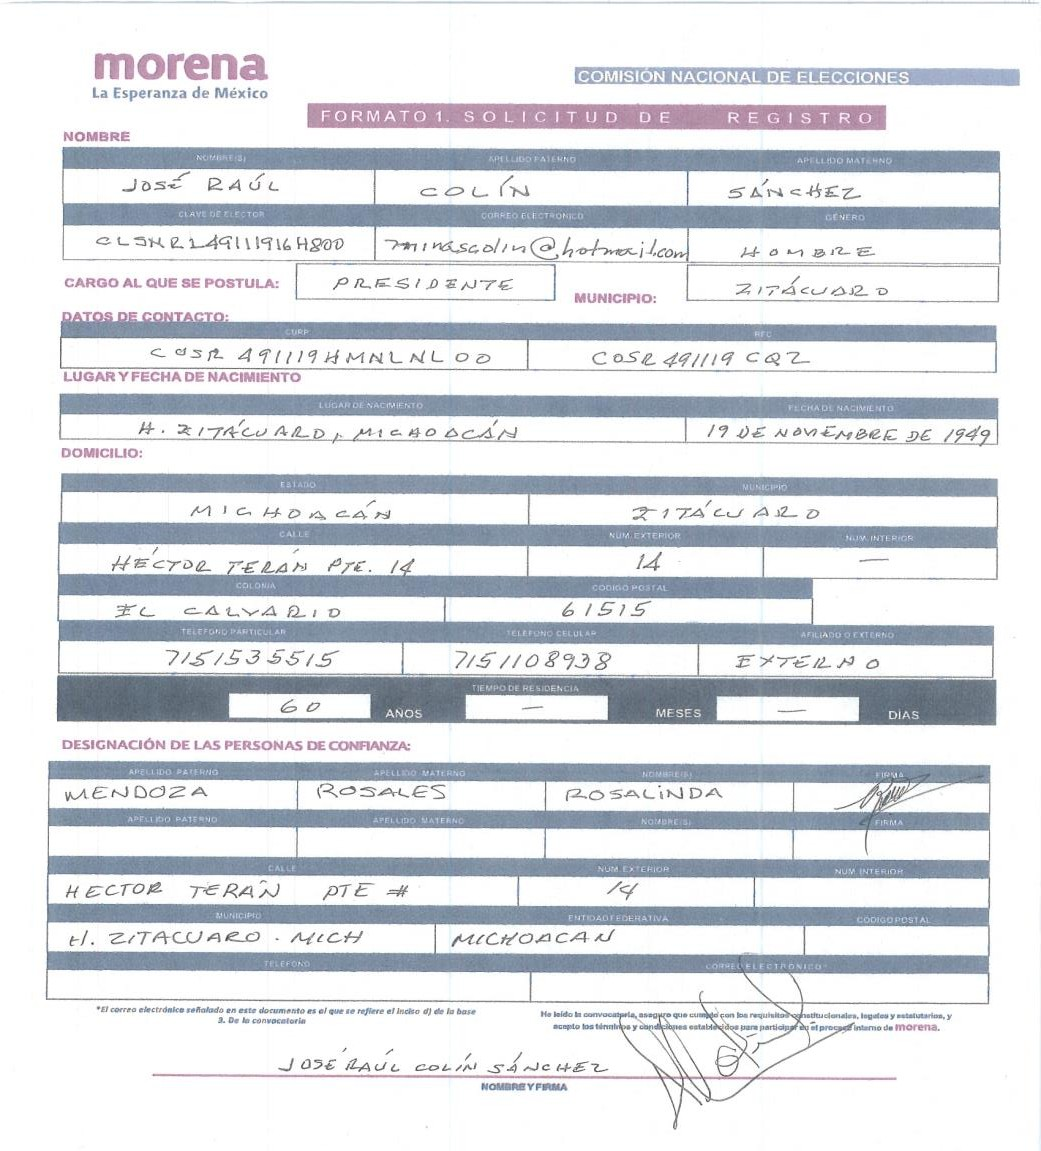 morena
La Esperanza de México
COMISIÓN NACIONAL DE ELECCIONES
FORMATO 1. SOLICITUD DE REGISTRO
NOMBRE
NOMBRE(S) APELLIDO PATERNO APELLIDO MATERNO
JOSÉ RAÚL COLÍN SÁNCHEZ
CLAVE DE ELECTOR CORREO ELECTRONICO GÉNERO
CLSNRL49111916H800 7minascolin@hotmail.com HOMBRE
CARGO AL QUE SE POSTULA: PRESIDENTE MUNICIPIO: ZITÁCUARO
DATOS DE CONTACTO:
CURP RFC
COSR491119HMNLNL00 COSR491119CQ2
LUGAR Y FECHA DE NACIMIENTO
LUGAR DE NACIMIENTO FECHA DE NACIMIENTO
H. ZITÁCUARO, MICHOACÁN 19 DE NOVIEMBRE DE 1949
DOMICILIO:
ESTADO MUNICIPIO
MICHOACÁN ZITÁCUARO
CALLE NUM. EXTERIOR NUM. INTERIOR
HÉCTOR TERÁN PTE. 14 14 —
COLONIA CODIGO POSTAL
EL CALVARIO 61515
TELEFONO PARTICULAR TELEFONO CELULAR AFILIADO O EXTERNO
7151535515 7151108938 EXTERNO
TIEMPO DE RESIDENCIA
60 AÑOS — MESES — DÍAS
DESIGNACIÓN DE LAS PERSONAS DE CONFIANZA:
APELLIDO PATERNO APELLIDO MATERNO NOMBRE(S) FIRMA
MENDOZA ROSALES ROSALINDA
APELLIDO PATERNO APELLIDO MATERNO NOMBRE(S) FIRMA
CALLE NUM. EXTERIOR NUM INTERIOR
HECTOR TERÁN PTE # 14
MUNICIPIO ENTIDAD FEDERATIVA CÓDIGO POSTAL
H. ZITACUARO. MICH MICHOACAN
TELEFONO CORREO ELECTRONICO*
*El correo electrónico señalado en este documento es al que se refiere el inciso d) de la base
3. De la convocatoria
He leído la convocatoria, aseguro que cumplo con los requisitos constitucionales, legales y estatutarios, y
acepto los términos y condiciones establecidos para participar en el proceso interno de morena.
JOSÉ RAÚL COLÍN SÁNCHEZ
NOMBRE Y FIRMA